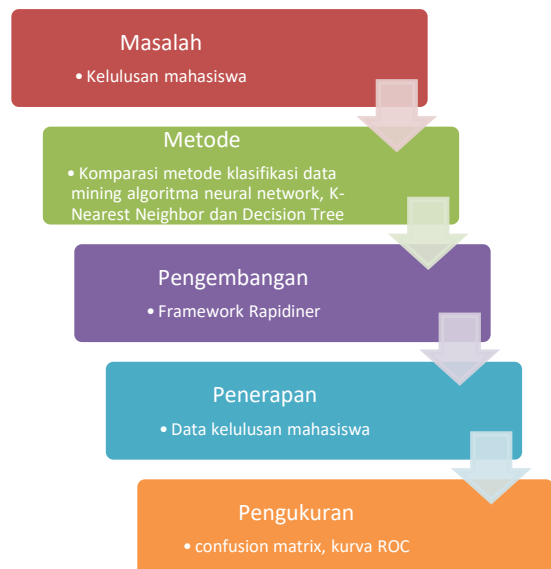 Masalah
• Kelulusan mahasiswa
Metode
• Komparasi metode klasifikasi data
mining algoritma neural network, K-
Nearest Neighbor dan Decision Tree
Pengembangan
• Framework Rapidiner
Penerapan
• Data kelulusan mahasiswa
Pengukuran
• confusion matrix, kurva ROC